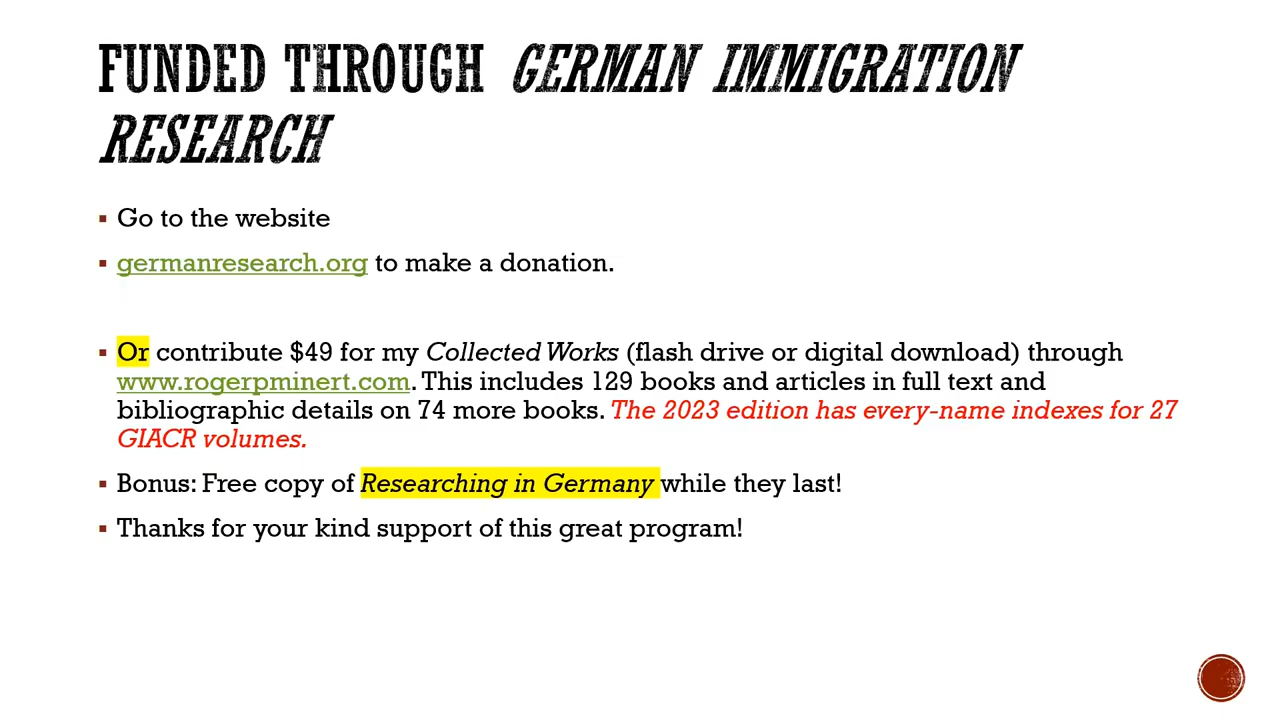 FUNDED THROUGH GERMAN IMMIGRATION
RESEARCH
▪ Go to the website
▪ germanresearch.org to make a donation.
▪ Or contribute $49 for my Collected Works (flash drive or digital download) through
www.rogerpminert.com. This includes 129 books and articles in full text and
bibliographic details on 74 more books. The 2023 edition has every-name indexes for 27
GIACR volumes.
▪ Bonus: Free copy of Researching in Germany while they last!
▪ Thanks for your kind support of this great program!